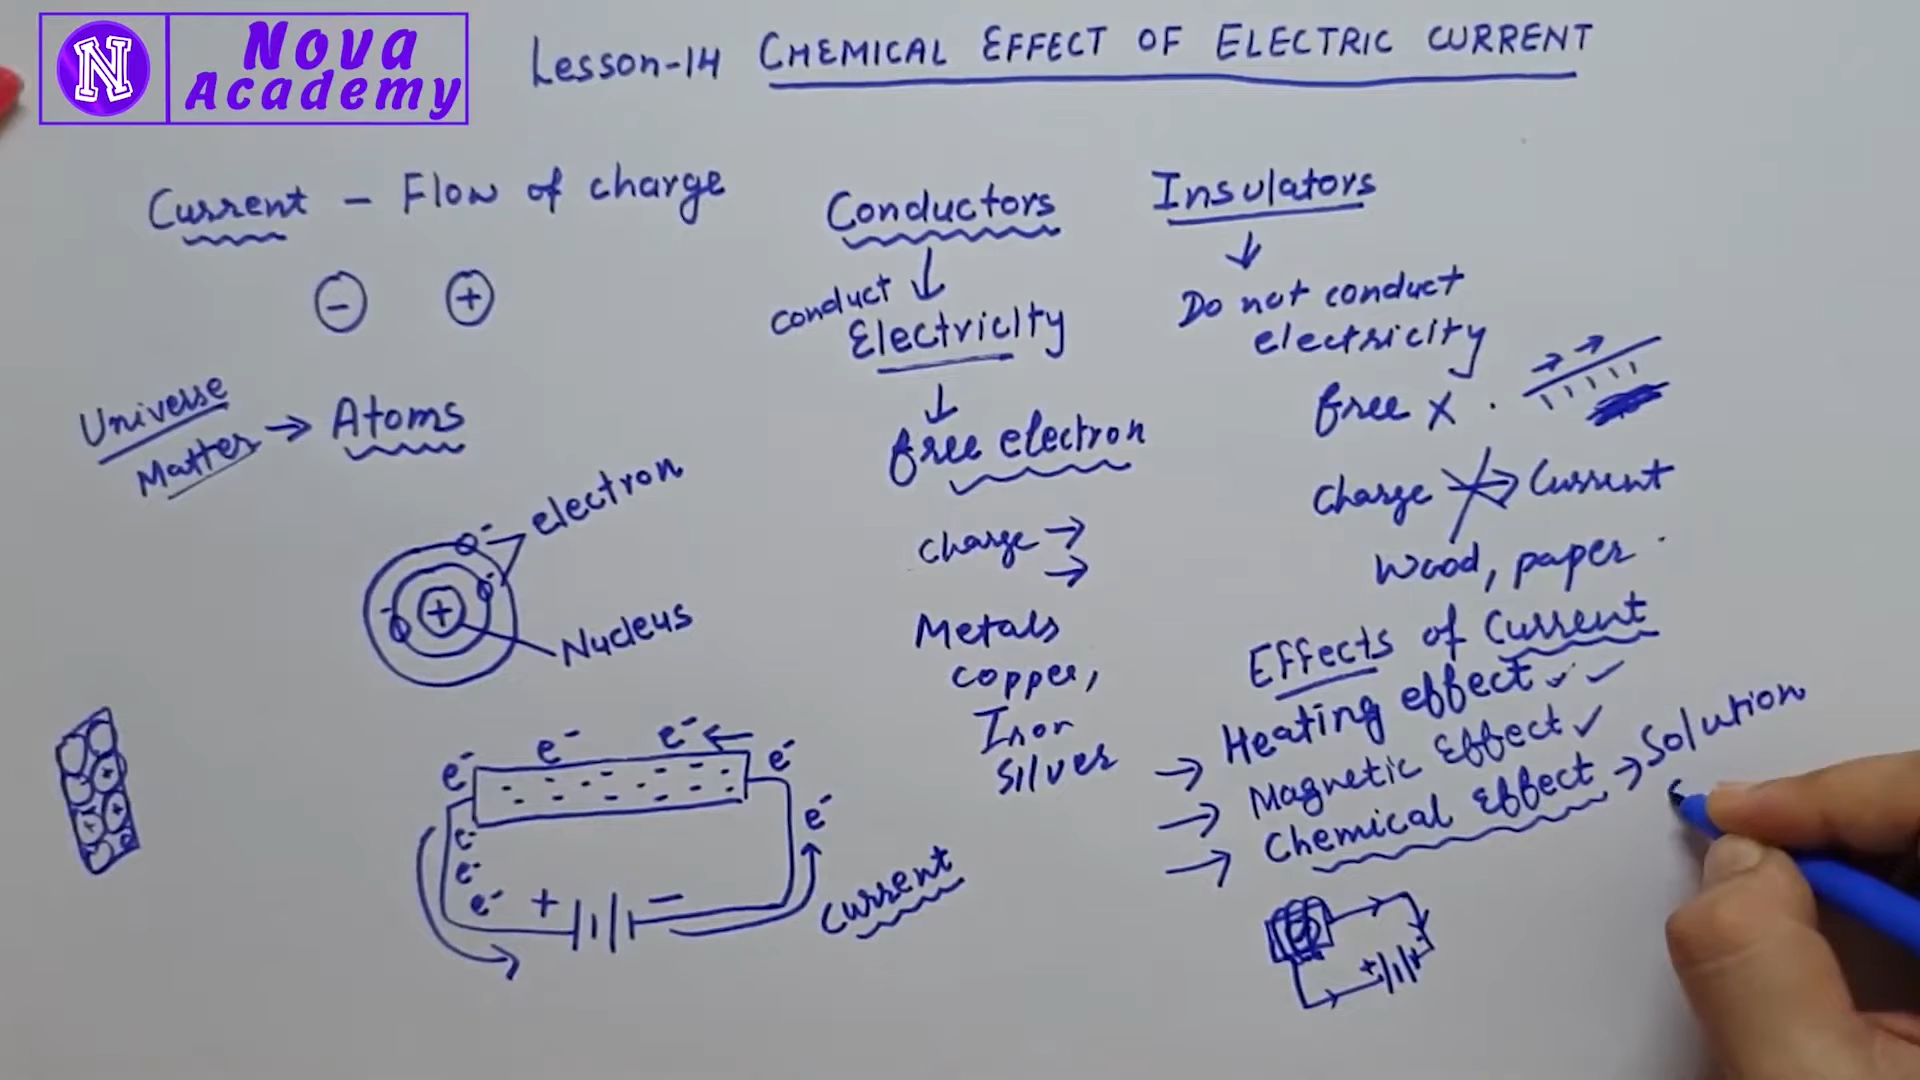 N
Nova
Academy
Lesson-14 CHEMICAL EFFECT OF ELECTRIC CURRENT
Current - Flow of charge
- +
Universe
Matter → Atoms
electron
-
-
-
+
Nucleus
+
+
+
e- e- e- ←
e-
e-
e-
e-
e-
+ -
Current
Conductors
↓
conduct
Electricity
↓
free electron
charge →
→
Metals
copper,
Iron
Silver
Insulators
↓
Do not conduct
electricity
free X .
Charge → Current
Wood, paper
Effects of Current
→ Heating effect ✓ ✓
→ Magnetic Effect ✓
→ Chemical Effect → Solution
+ -